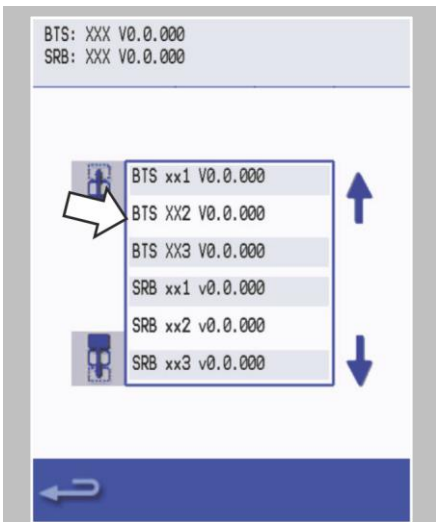 BTS: XXX V0.0.000
SRB: XXX V0.0.000
BTS xx1 V0.0.000
BTS XX2 V0.0.000
BTS XX3 V0.0.000
SRB xx1 v0.0.000
SRB xx2 v0.0.000
SRB xx3 v0.0.000